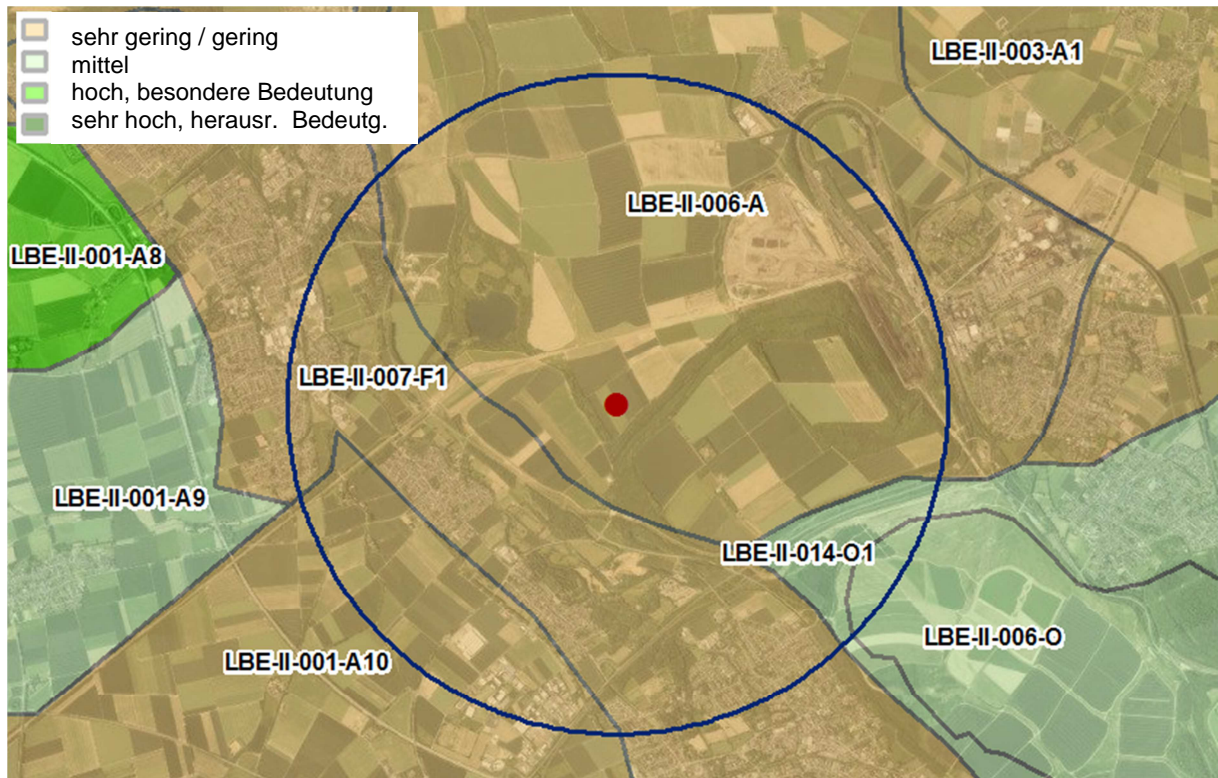 sehr gering / gering
mittel
hoch, besondere Bedeutung
sehr hoch, herausr. Bedeutg.
LBE-II-003-A1
LBE-II-006-A
LBE-II-001-A8
LBE-II-007-F1
LBE-II-001-A9
LBE-II-014-O1
LBE-II-006-O
LBE-II-001-A10